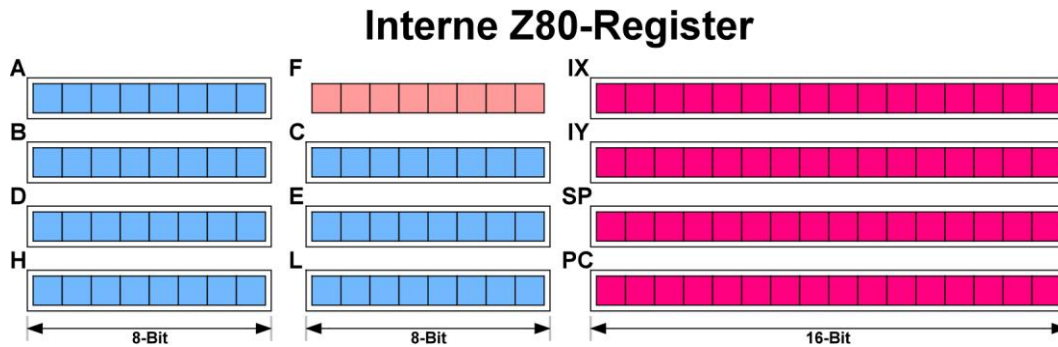 Interne Z80-Register
A F IX
B C IY
D E SP
H L PC
8-Bit 8-Bit 16-Bit